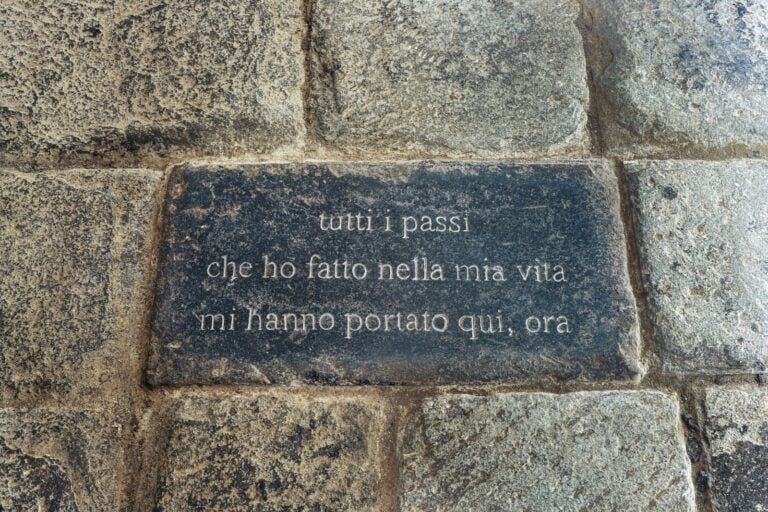 tutti i passi
che ho fatto nella mia vita
mi hanno portato qui, ora